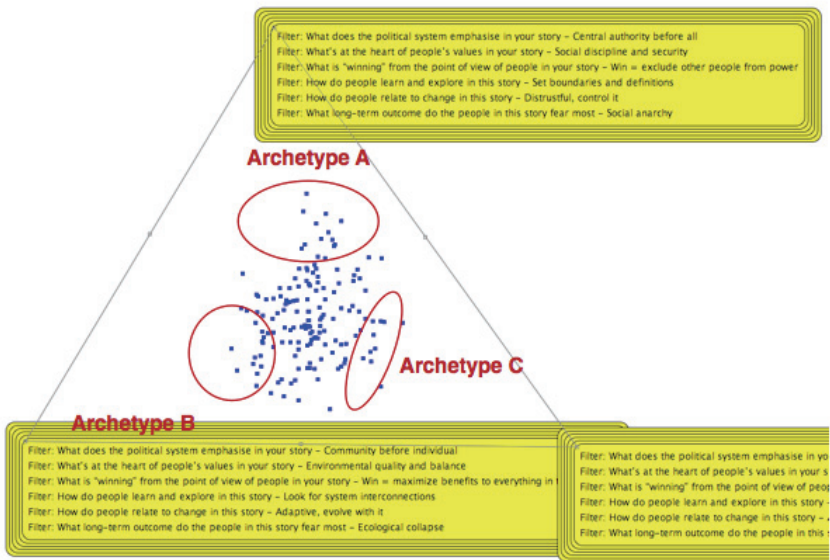 Filter: What does the political system emphasise in your story – Central authority before all
Filter: What's at the heart of people's values in your story – Social discipline and security
Filter: What is "winning" from the point of view of people in your story – Win = exclude other people from power
Filter: How do people learn and explore in this story – Set boundaries and definitions
Filter: How do people relate to change in this story – Distrustful, control it
Filter: What long-term outcome do the people in this story fear most – Social anarchy
Archetype A
Archetype C
Archetype B
Filter: What does the political system emphasise in your story – Community before individual
Filter: What's at the heart of people's values in your story – Environmental quality and balance
Filter: What is "winning" from the point of view of people in your story – Win = maximize benefits to everything in
Filter: How do people learn and explore in this story – Look for system interconnections
Filter: How do people relate to change in this story – Adaptive, evolve with it
Filter: What long-term outcome do the people in this story fear most – Ecological collapse
Filter: What does the political system emphasise in yo
Filter: What's at the heart of people's values in your s
Filter: What is "winning" from the point of view of peop
Filter: How do people learn and explore in this story –
Filter: How do people relate to change in this story –
Filter: What long-term outcome do the people in this